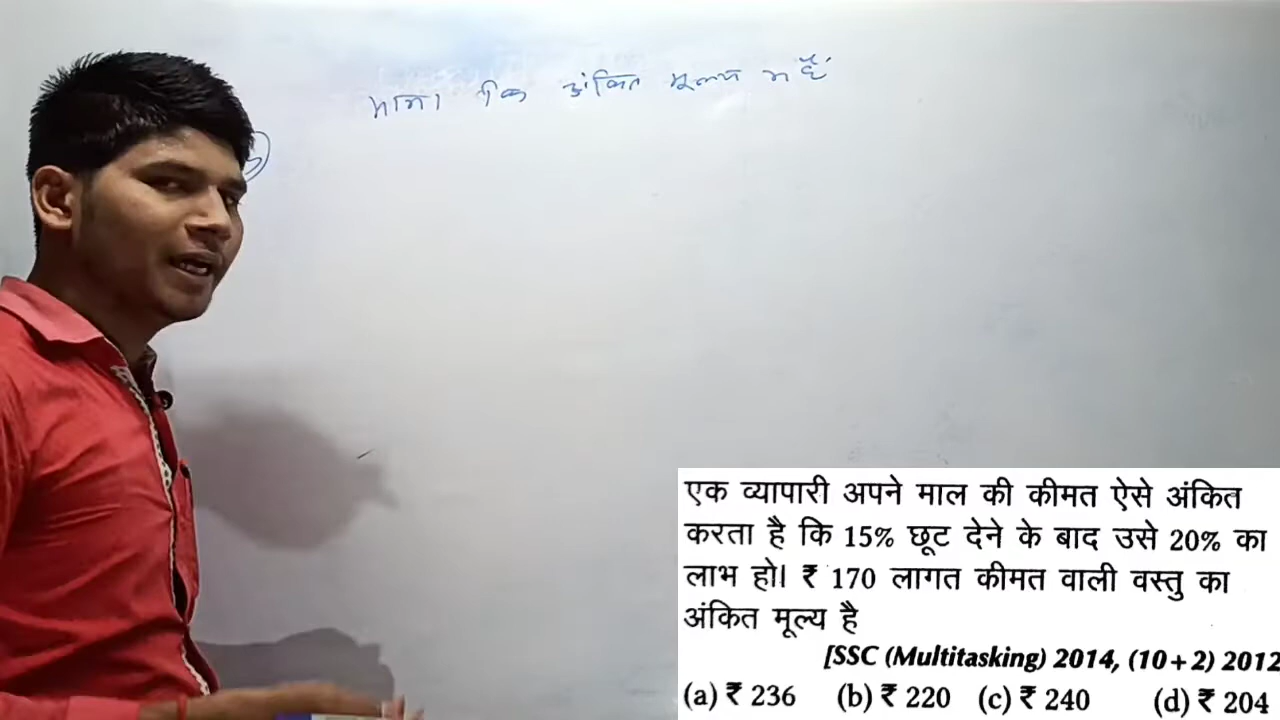 माना कि अंकित मूल्य
एक व्यापारी अपने माल की कीमत ऐसे अंकित
करता है कि 15% छूट देने के बाद उसे 20% का
लाभ हो। ₹ 170 लागत कीमत वाली वस्तु का
अंकित मूल्य है
[SSC (Multitasking) 2014, (10+2) 2012
(a) ₹ 236 (b) ₹ 220 (c) ₹ 240 (d) ₹ 204